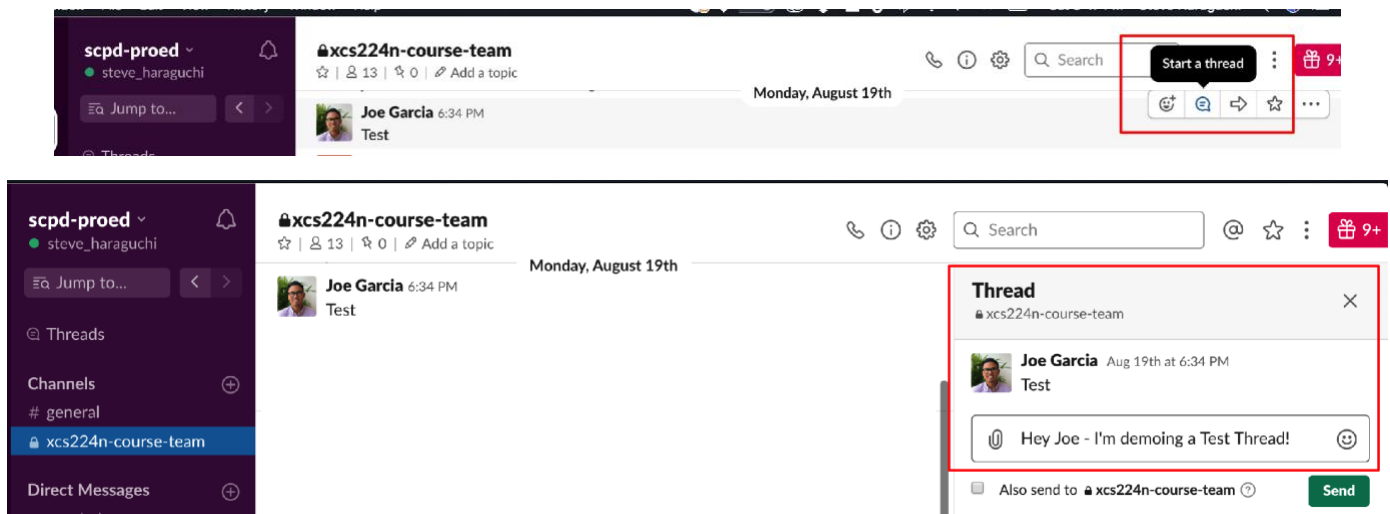 scpd-proed
steve_haraguchi
Jump to...
Threads
xcs224n-course-team
13 | 0 | Add a topic
Search
Start a thread
9+
Monday, August 19th
Joe Garcia 6:34 PM
Test
scpd-proed
steve_haraguchi
Jump to...
Threads
Channels
# general
xcs224n-course-team
Direct Messages
xcs224n-course-team
13 | 0 | Add a topic
Search
9+
Monday, August 19th
Joe Garcia 6:34 PM
Test
Thread
xcs224n-course-team
Joe Garcia Aug 19th at 6:34 PM
Test
Hey Joe - I'm demoing a Test Thread!
Also send to xcs224n-course-team
Send